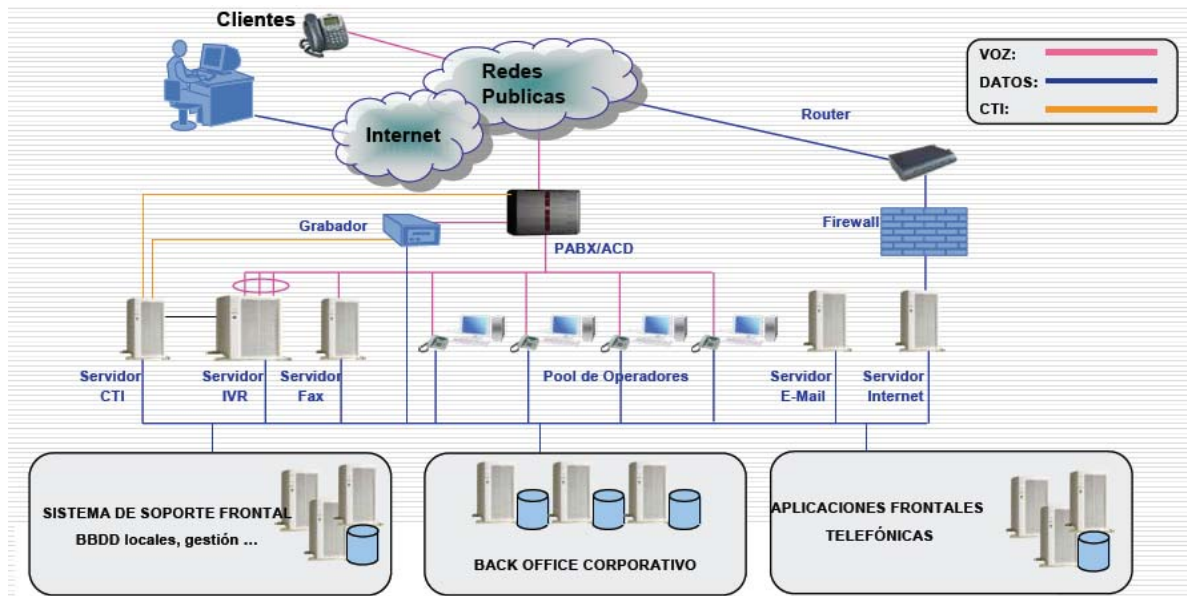 Clientes
Redes
Publicas
Internet
VOZ:
DATOS:
CTI:
Router
Grabador
PABX/ACD
Firewall
Servidor
CTI
Servidor
IVR
Servidor
Fax
Pool de Operadores
Servidor
E-Mail
Servidor
Internet
SISTEMA DE SOPORTE FRONTAL
BBDD locales, gestión ...
BACK OFFICE CORPORATIVO
APLICACIONES FRONTALES
TELEFÓNICAS